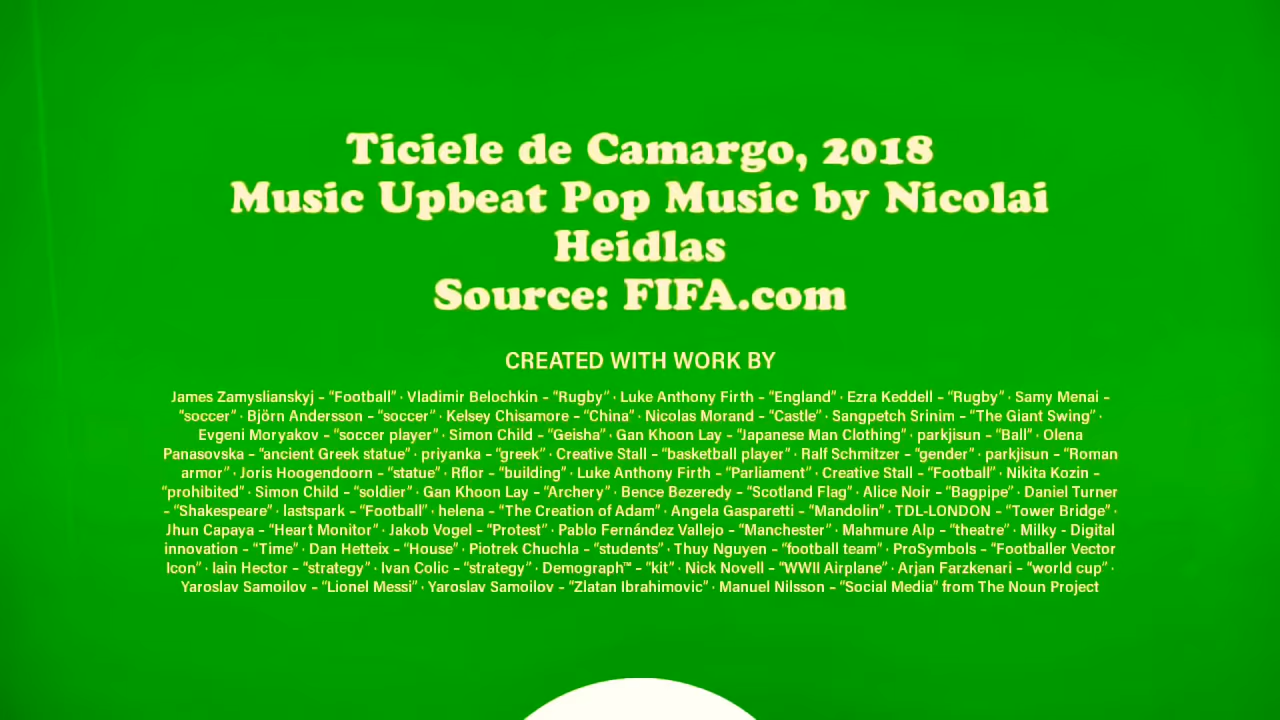 Ticiele de Camargo, 2018
Music Upbeat Pop Music by Nicolai
Heidlas
Source: FIFA.com
CREATED WITH WORK BY
James Zamyslianskyj – “Football” · Vladimir Belochkin – “Rugby” · Luke Anthony Firth – “England” · Ezra Keddell – “Rugby” · Samy Menai –
“soccer” · Björn Andersson – “soccer” · Kelsey Chisamore – “China” · Nicolas Morand – “Castle” · Sangpetch Srinim – “The Giant Swing” ·
Evgeni Moryakov – “soccer player” · Simon Child – “Geisha” · Gan Khoon Lay – “Japanese Man Clothing” · parkjisun – “Ball” · Olena
Panasovska – “ancient Greek statue” · priyanka – “greek” · Creative Stall – “basketball player” · Ralf Schmitzer – “gender” · parkjisun – “Roman
armor” · Joris Hoogendoorn – “statue” · Rflor – “building” · Luke Anthony Firth – “Parliament” · Creative Stall – “Football” · Nikita Kozin –
“prohibited” · Simon Child – “soldier” · Gan Khoon Lay – “Archery” · Bence Bezeredy – “Scotland Flag” · Alice Noir – “Bagpipe” · Daniel Turner
– “Shakespeare” · lastspark – “Football” · helena – “The Creation of Adam” · Angela Gasparetti – “Mandolin” · TDL-LONDON – “Tower Bridge” ·
Jhun Capaya – “Heart Monitor” · Jakob Vogel – “Protest” · Pablo Fernández Vallejo – “Manchester” · Mahmure Alp – “theatre” · Milky - Digital
innovation – “Time” · Dan Hetteix – “House” · Piotrek Chuchla – “students” · Thuy Nguyen – “football team” · ProSymbols – “Footballer Vector
Icon” · Iain Hector – “strategy” · Ivan Colic – “strategy” · Demograph™ – “kit” · Nick Novell – “WWII Airplane” · Arjan Farzkenari – “world cup” ·
Yaroslav Samoilov – “Lionel Messi” · Yaroslav Samoilov – “Zlatan Ibrahimovic” · Manuel Nilsson – “Social Media” from The Noun Project